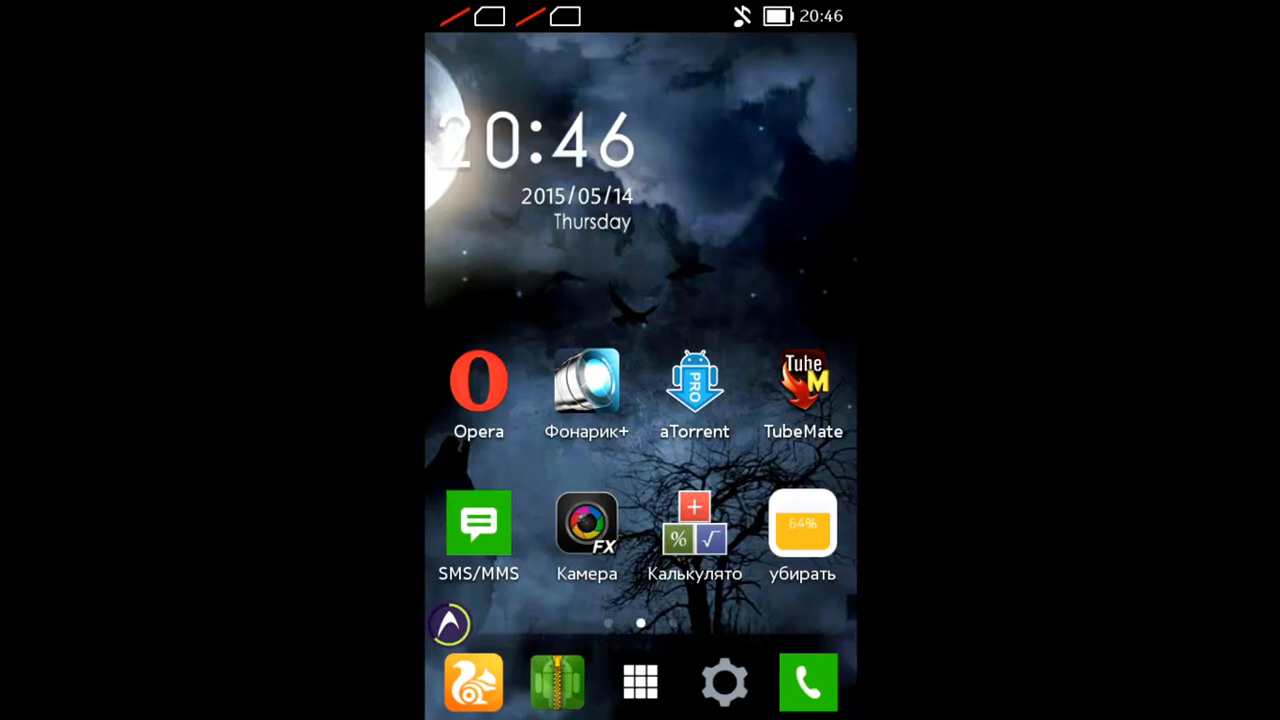 20:46
20:46
2015/05/14
Thursday
Tube
M
PRO
Opera
Фонарик+
aTorrent
TubeMate
FX
+
% √
64%
SMS/MMS
Камера
Калькулято
убирать